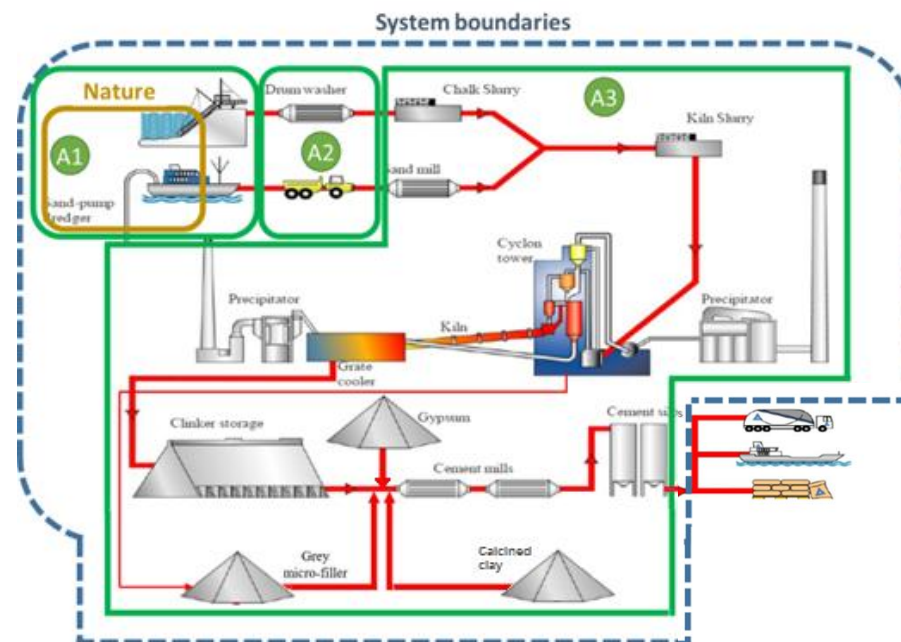 System boundaries
Nature
Drum washer
Chalk Slurry
A3
Kiln Slurry
A1
A2
Sand mill
Sand-pump
dredger
Cyclon
tower
Precipitator
Precipitator
Kiln
Grate
cooler
Gypsum
Clinker storage
Cement silos
Cement mills
Grey
micro-filler
Calcined
clay